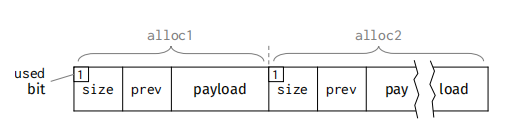 alloc1 alloc2
used bit
1 size prev payload 1 size prev pay load